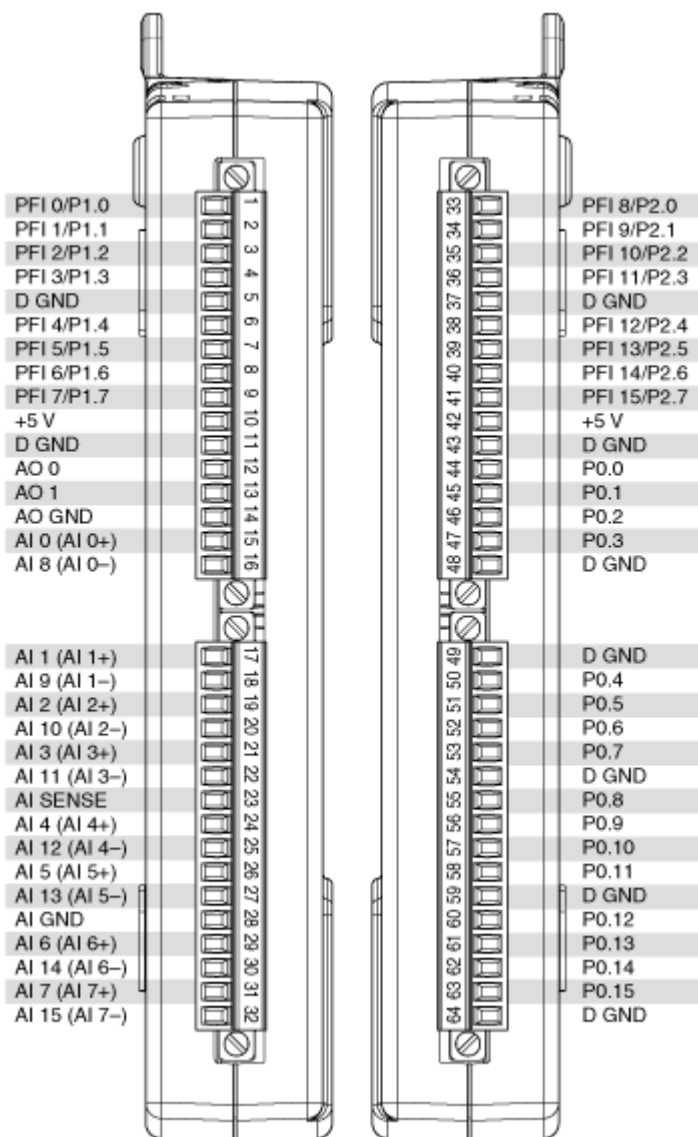 PFI 0/P1.0 1
PFI 1/P1.1 2
PFI 2/P1.2 3
PFI 3/P1.3 4
D GND 5
PFI 4/P1.4 6
PFI 5/P1.5 7
PFI 6/P1.6 8
PFI 7/P1.7 9
+5 V 10
D GND 11
AO 0 12
AO 1 13
AO GND 14
AI 0 (AI 0+) 15
AI 8 (AI 0–) 16
AI 1 (AI 1+) 17
AI 9 (AI 1–) 18
AI 2 (AI 2+) 19
AI 10 (AI 2–) 20
AI 3 (AI 3+) 21
AI 11 (AI 3–) 22
AI SENSE 23
AI 4 (AI 4+) 24
AI 12 (AI 4–) 25
AI 5 (AI 5+) 26
AI 13 (AI 5–) 27
AI GND 28
AI 6 (AI 6+) 29
AI 14 (AI 6–) 30
AI 7 (AI 7+) 31
AI 15 (AI 7–) 32
33 PFI 8/P2.0
34 PFI 9/P2.1
35 PFI 10/P2.2
36 PFI 11/P2.3
37 D GND
38 PFI 12/P2.4
39 PFI 13/P2.5
40 PFI 14/P2.6
41 PFI 15/P2.7
42 +5 V
43 D GND
44 P0.0
45 P0.1
46 P0.2
47 P0.3
48 D GND
49 D GND
50 P0.4
51 P0.5
52 P0.6
53 P0.7
54 D GND
55 P0.8
56 P0.9
57 P0.10
58 P0.11
59 D GND
60 P0.12
61 P0.13
62 P0.14
63 P0.15
64 D GND